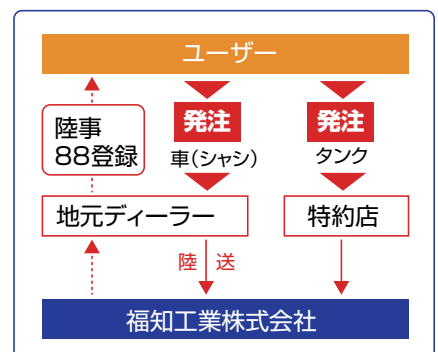 ユーザー
陸事
88登録
発注
車(シャシ)
発注
タンク
地元ディーラー
特約店
陸送
福知工業株式会社